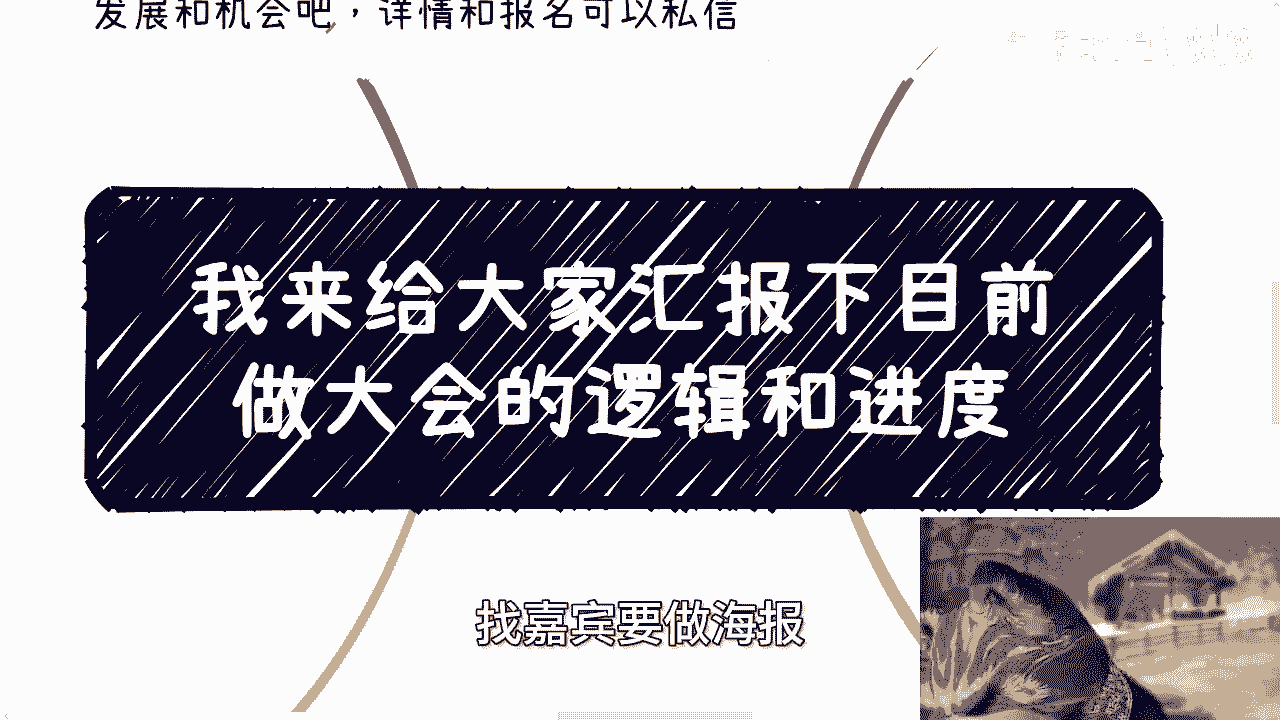 发展和机会吧，详情和报名可以私信
我来给大家汇报下目前
做大会的逻辑和进度
找嘉宾要做海报